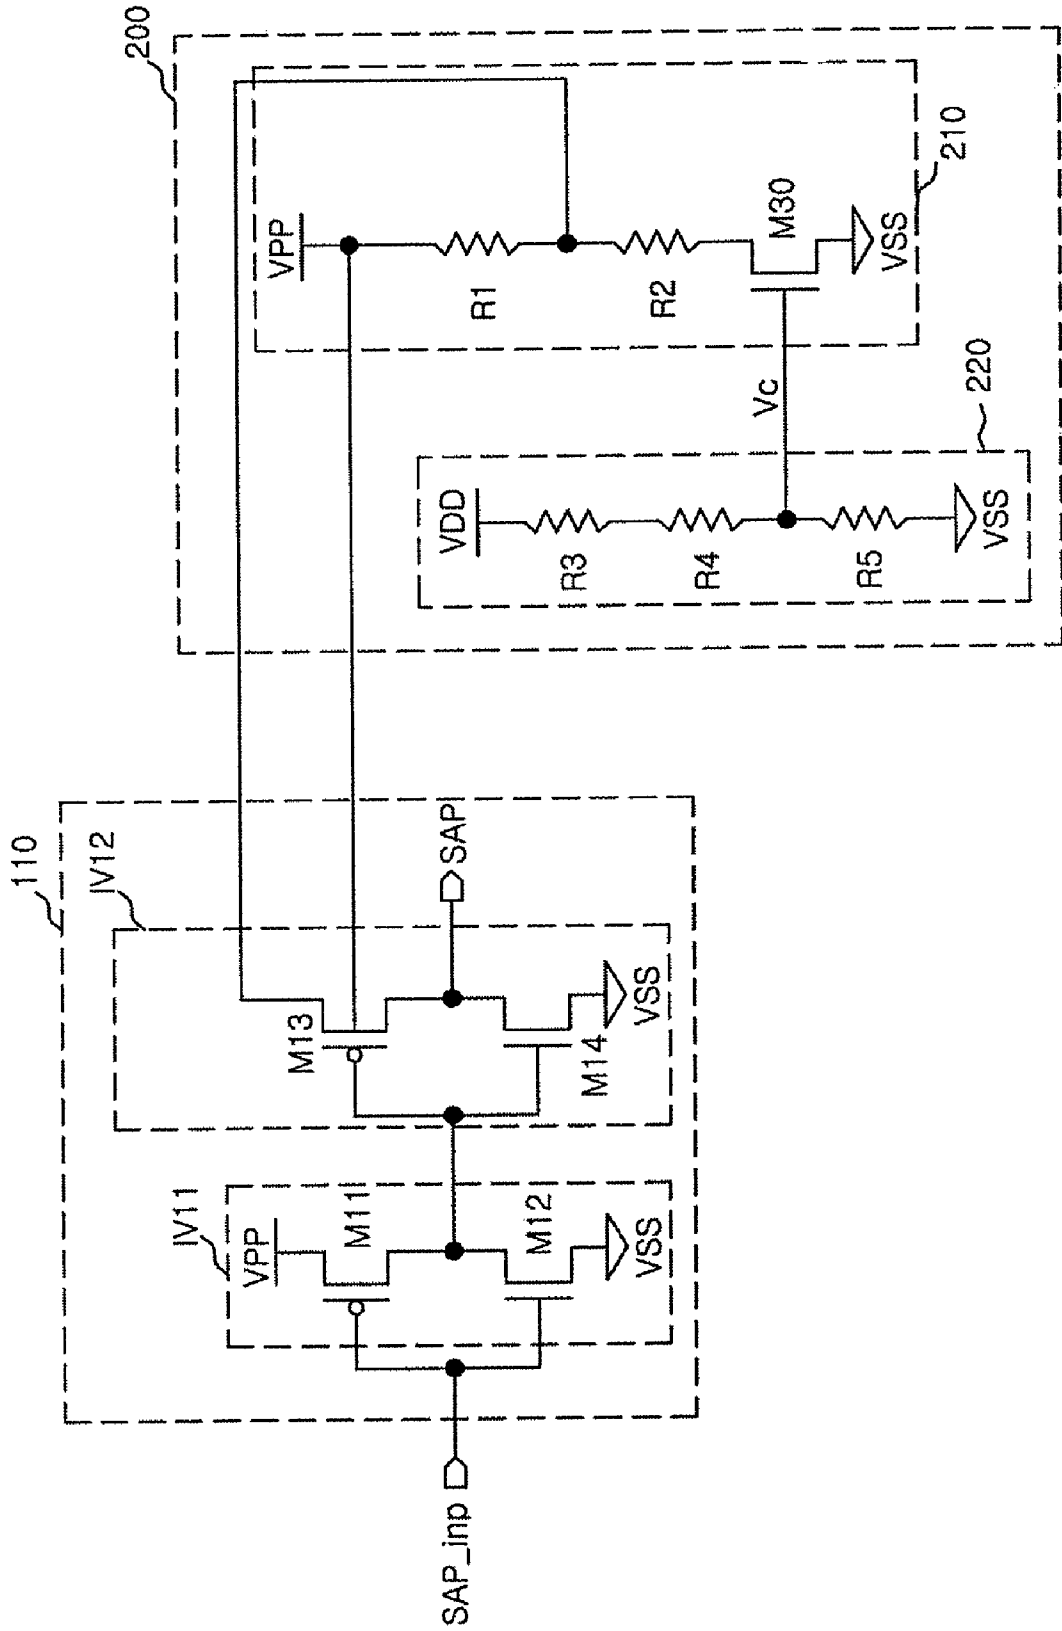 200
VPP
R1
R2
M30
VSS
210
Vc
VDD
R3
R4
R5
VSS
220
110
IV12
M13
SAP
M14
VSS
IV11
VPP
M11
M12
VSS
SAP_inp